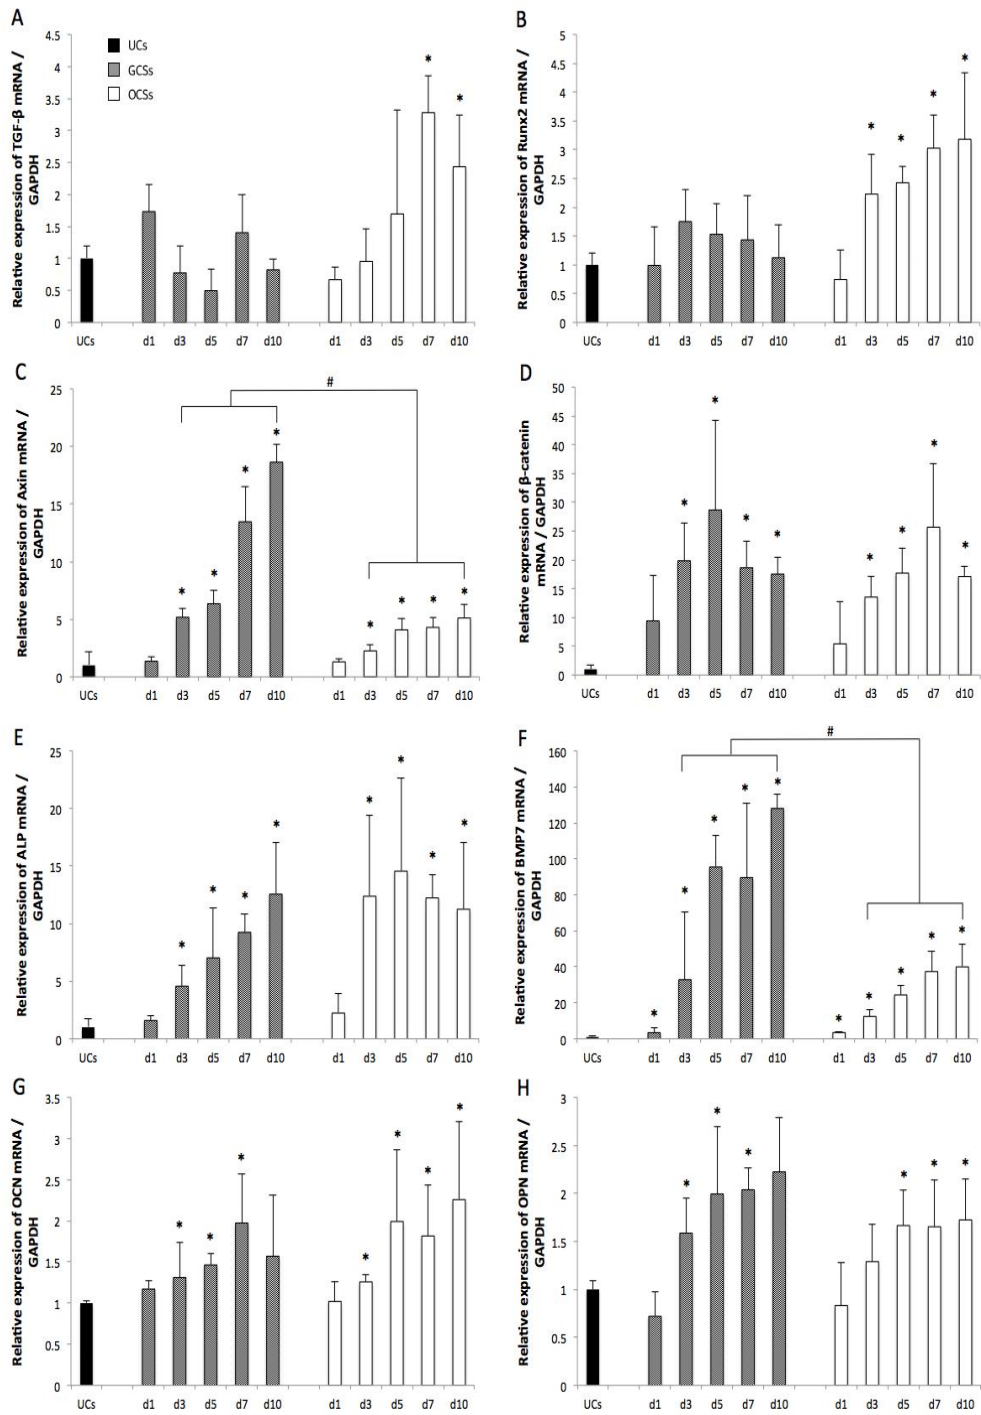 A
Relative expression of TGF-β mRNA /
GAPDH
4.5
4
3.5
3
2.5
2
1.5
1
0.5
0
UCs
GCSs
OCSs
*
*
UCs d1 d3 d5 d7 d10 d1 d3 d5 d7 d10
B
Relative expression of Runx2 mRNA /
GAPDH
5
4.5
4
3.5
3
2.5
2
1.5
1
0.5
0
* * * *
UCs d1 d3 d5 d7 d10 d1 d3 d5 d7 d10
C
Relative expression of Axin mRNA /
GAPDH
25
20
15
10
5
0
#
* * * * * * * *
UCs d1 d3 d5 d7 d10 d1 d3 d5 d7 d10
D
Relative expression of β-catenin
mRNA / GAPDH
50
45
40
35
30
25
20
15
10
5
0
* * * * * * * *
UCs d1 d3 d5 d7 d10 d1 d3 d5 d7 d10
E
Relative expression of ALP mRNA /
GAPDH
25
20
15
10
5
0
* * * * * * * *
UCs d1 d3 d5 d7 d10 d1 d3 d5 d7 d10
F
Relative expression of BMP7 mRNA /
GAPDH
160
140
120
100
80
60
40
20
0
#
* * * * * * * * * *
UCs d1 d3 d5 d7 d10 d1 d3 d5 d7 d10
G
Relative expression of OCN mRNA /
GAPDH
3.5
3
2.5
2
1.5
1
0.5
0
* * * * * * *
UCs d1 d3 d5 d7 d10 d1 d3 d5 d7 d10
H
Relative expression of OPN mRNA /
GAPDH
3
2.5
2
1.5
1
0.5
0
* * * * * *
UCs d1 d3 d5 d7 d10 d1 d3 d5 d7 d10